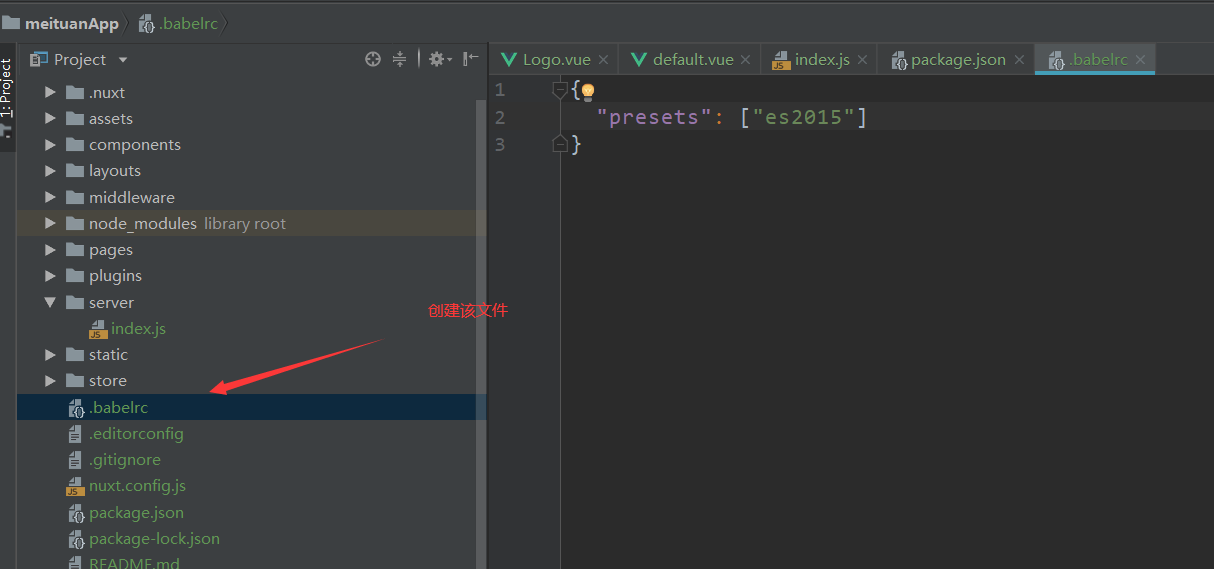 meituanApp .babelrc
1: Project
Project
Logo.vue default.vue index.js package.json .babelrc
.nuxt
assets
components
layouts
middleware
node_modules library root
pages
plugins
server
index.js
static
store
.babelrc
.editorconfig
.gitignore
nuxt.config.js
package.json
package-lock.json
README.md
创建该文件
1 {
2 "presets": ["es2015"]
3 }